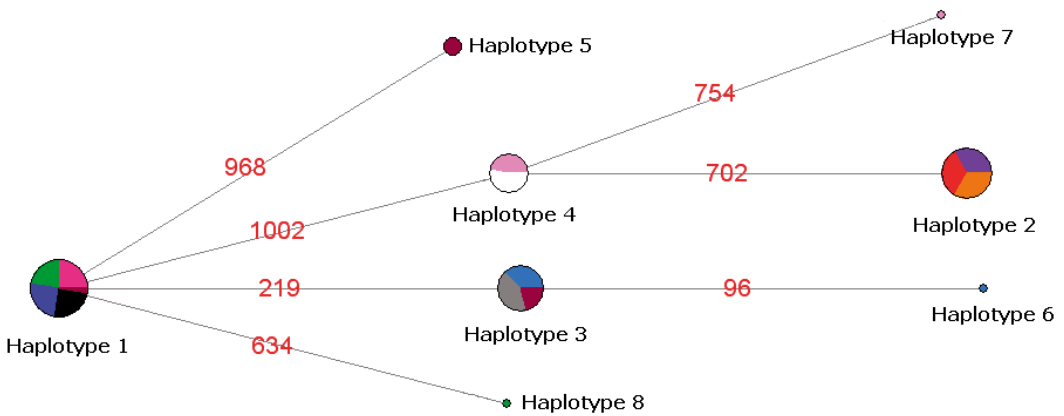 Haplotype 5
Haplotype 7
754
968
702
Haplotype 4
Haplotype 2
1002
219
96
Haplotype 3
Haplotype 6
Haplotype 1
634
Haplotype 8